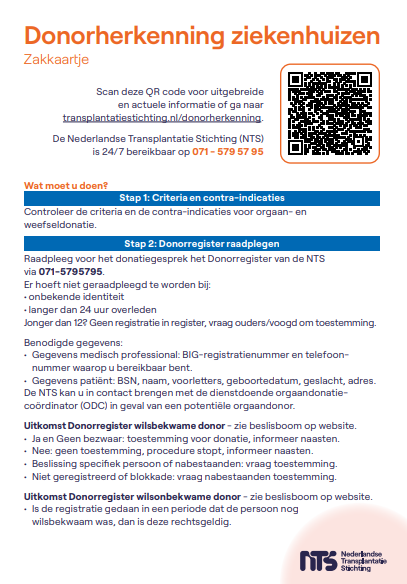 Donorherkenning ziekenhuizen
Zakkaartje
Scan deze QR code voor uitgebreide
en actuele informatie of ga naar
transplantatiestichting.nl/donorherkenning.
De Nederlandse Transplantatie Stichting (NTS)
is 24/7 bereikbaar op 071 - 579 57 95
Wat moet u doen?
Stap 1: Criteria en contra-indicaties
Controleer de criteria en de contra-indicaties voor orgaan- en
weefseldonatie.
Stap 2: Donorregister raadplegen
Raadpleeg voor het donatiegesprek het Donorregister van de NTS
via 071-5795795.
Er hoeft niet geraadpleegd te worden bij:
• onbekende identiteit
• langer dan 24 uur overleden
Jonger dan 12? Geen registratie in register, vraag ouders/voogd om toestemming.
Benodigde gegevens:
• Gegevens medisch professional: BIG-registratienummer en telefoon-
nummer waarop u bereikbaar bent.
• Gegevens patiënt: BSN, naam, voorletters, geboortedatum, geslacht, adres.
De NTS kan u in contact brengen met de dienstdoende orgaandonatie-
coördinator (ODC) in geval van een potentiële orgaandonor.
Uitkomst Donorregister wilsbekwame donor - zie beslisboom op website.
• Ja en Geen bezwaar: toestemming voor donatie, informeer naasten.
• Nee: geen toestemming, procedure stopt, informeer naasten.
• Beslissing specifiek persoon of nabestaanden: vraag toestemming.
• Niet geregistreerd of blokkade: vraag nabestaanden toestemming.
Uitkomst Donorregister wilsonbekwame donor - zie beslisboom op website.
• Is de registratie gedaan in een periode dat de persoon nog
wilsbekwaam was, dan is deze rechtsgeldig.
NTS Nederlandse
Transplantatie
Stichting